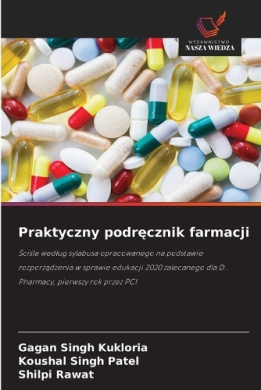 WYDAWNICTWO
NASZA WIEDZA
Praktyczny podręcznik farmacji
Ściśle według sylabusa opracowanego na podstawie
rozporządzenia w sprawie edukacji 2020 zalecanego dla D.
Pharmacy, pierwszy rok przez PCI
Gagan Singh Kukloria
Koushal Singh Patel
Shilpi Rawat